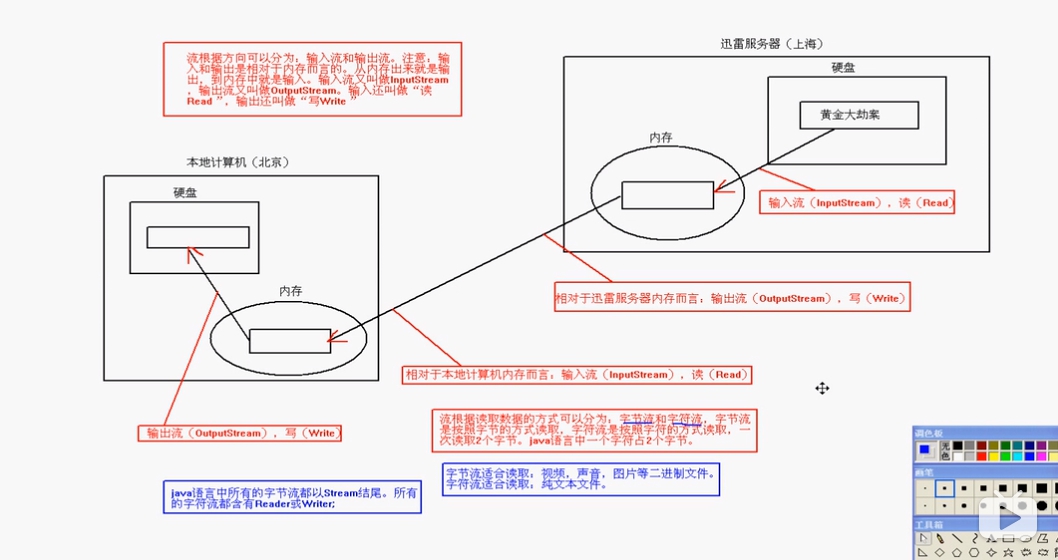 迅雷服务器（上海）
流根据方向可以分为：输入流和输出流。注意：输
入和输出是相对于内存而言的。从内存出来就是输
出，到内存中就是输入。输入流又叫做InputStream
，输出流又叫做OutputStream。输入还叫做“读
Read ”，输出还叫做“写Write ”
硬盘
黄金大劫案
内存
本地计算机（北京）
硬盘
输入流（InputStream），读（Read）
内存
相对于迅雷服务器内存而言：输出流（OutputStream），写（Write）
相对于本地计算机内存而言：输入流（InputStream），读（Read）
输出流（OutputStream），写（Write）
流根据读取数据的方式可以分为：字节流和字符流，字节流
是按照字节的方式读取，字符流是按照字符的方式读取，一
次读取2个字节。java语言中一个字符占2个字节。
字节流适合读取：视频，声音，图片等二进制文件。
字符流适合读取：纯文本文件。
java语言中所有的字节流都以Stream结尾。所有
的字符流都含有Reader或Writer;
调色板
无色
画笔
工具箱